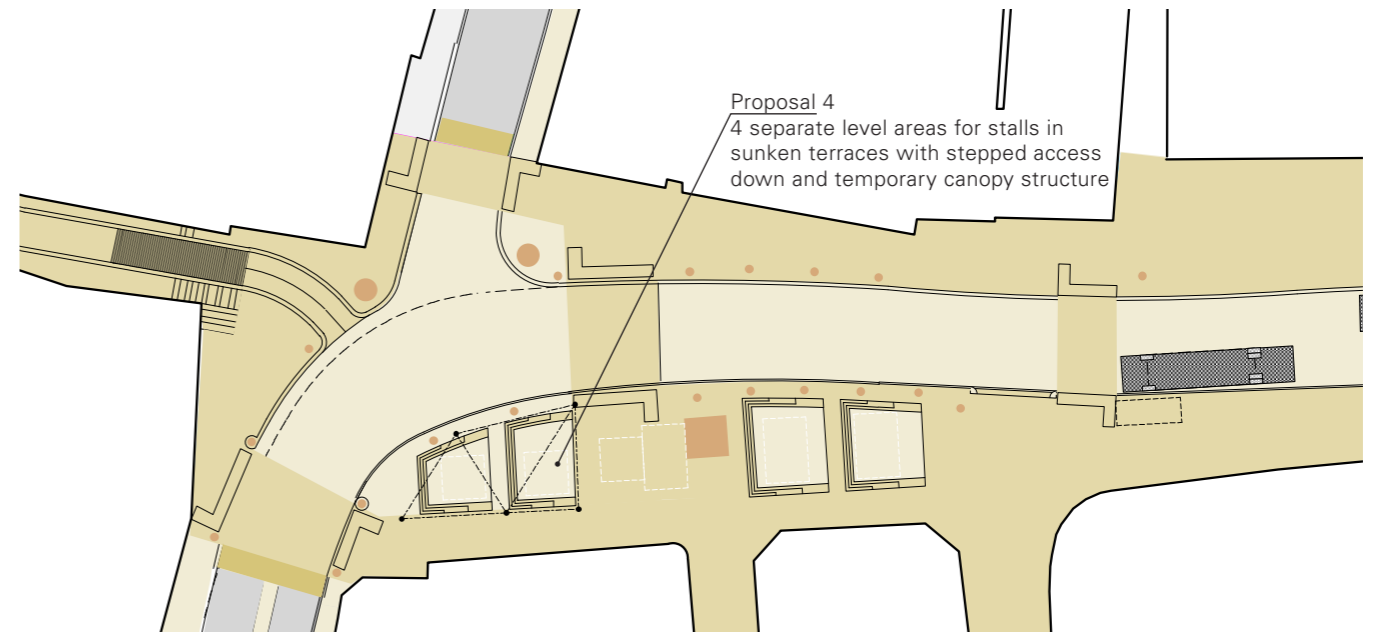 Proposal 4
4 separate level areas for stalls in
sunken terraces with stepped access
down and temporary canopy structure